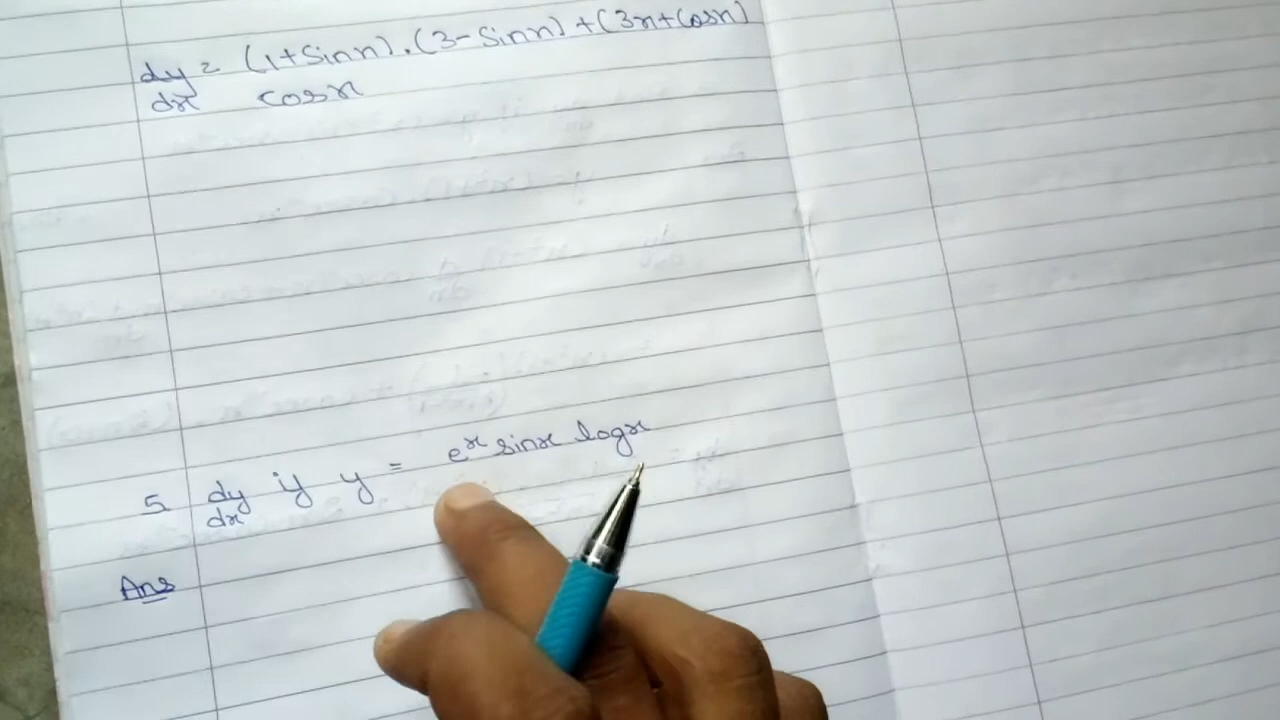 dy/dx = (1+Sinx).(3-Sinx)+(3x+Cosx)
cosx
5. dy/dx if y = e^x sinx logx
Ans